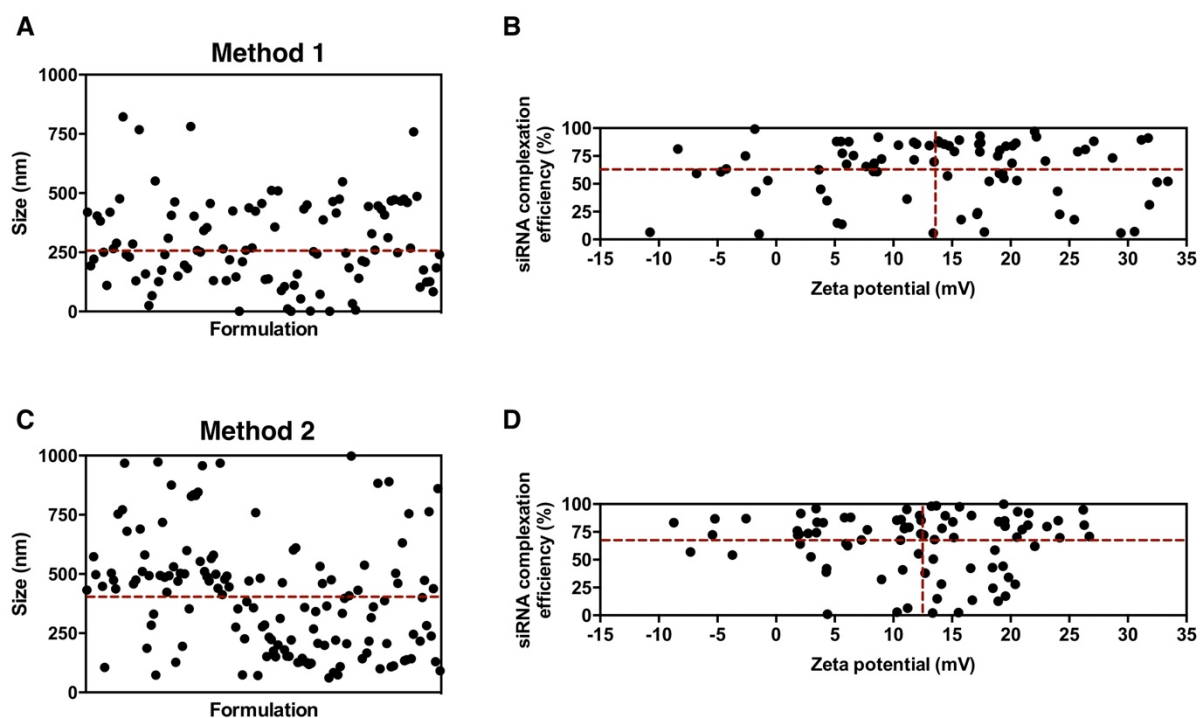 A
Method 1
Size (nm)
1000
750
500
250
0
Formulation
B
siRNA complexation
efficiency (%)
100
75
50
25
0
-15 -10 -5 0 5 10 15 20 25 30 35
Zeta potential (mV)
C
Method 2
Size (nm)
1000
750
500
250
0
Formulation
D
siRNA complexation
efficiency (%)
100
75
50
25
0
-15 -10 -5 0 5 10 15 20 25 30 35
Zeta potential (mV)